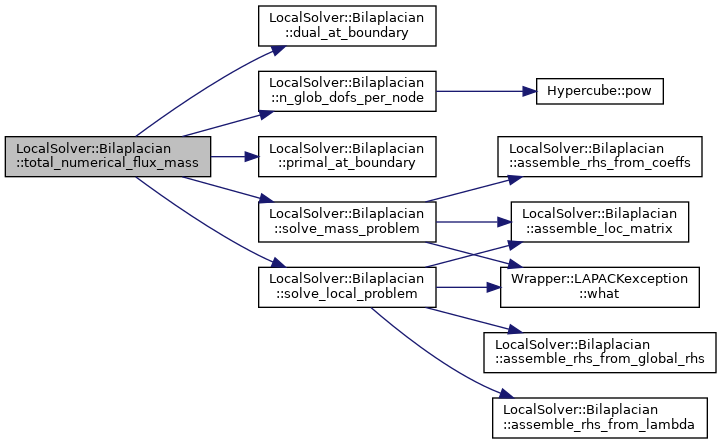 LocalSolver::Bilaplacian
::total_numerical_flux_mass
LocalSolver::Bilaplacian
::dual_at_boundary
LocalSolver::Bilaplacian
::n_glob_dofs_per_node
Hypercube::pow
LocalSolver::Bilaplacian
::primal_at_boundary
LocalSolver::Bilaplacian
::solve_mass_problem
LocalSolver::Bilaplacian
::assemble_rhs_from_coeffs
LocalSolver::Bilaplacian
::assemble_loc_matrix
Wrapper::LAPACKexception
::what
LocalSolver::Bilaplacian
::solve_local_problem
LocalSolver::Bilaplacian
::assemble_rhs_from_global_rhs
LocalSolver::Bilaplacian
::assemble_rhs_from_lambda